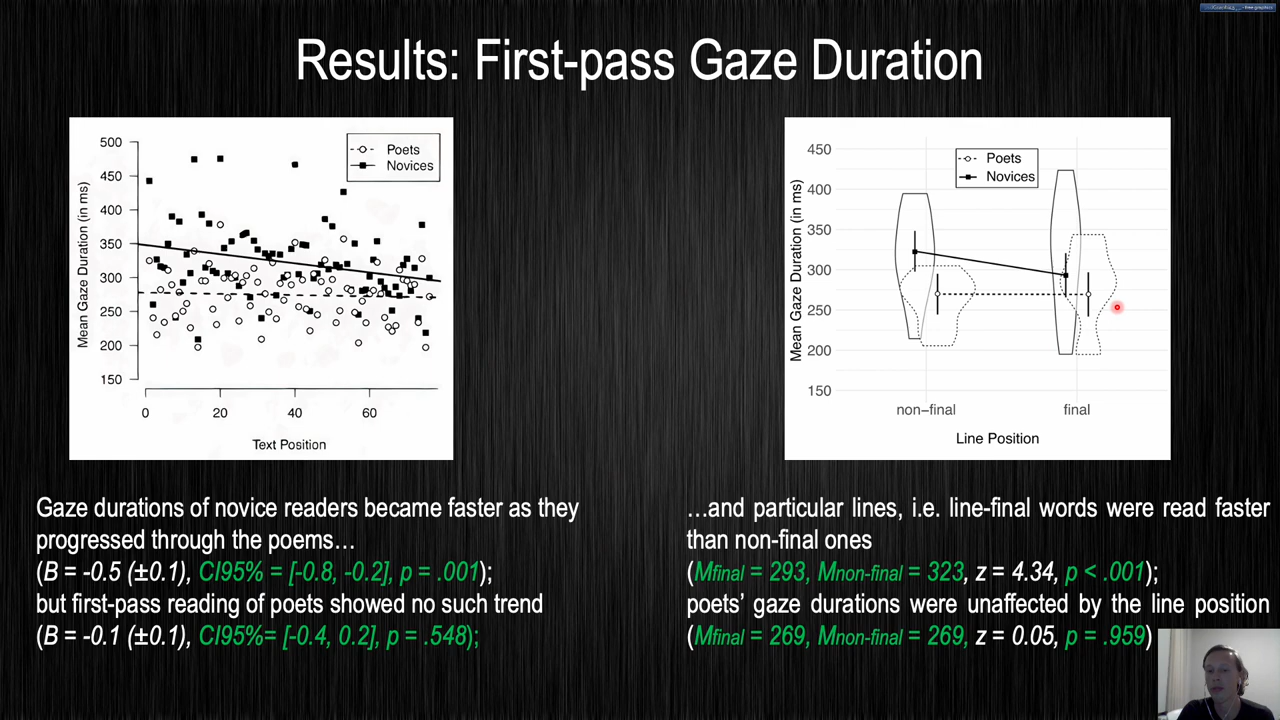 Results: First-pass Gaze Duration
Poets
Novices
500
450
400
350
300
250
200
150
Mean Gaze Duration (in ms)
0 20 40 60
Text Position
Poets
Novices
450
400
350
300
250
200
150
Mean Gaze Duration (in ms)
non−final final
Line Position
Gaze durations of novice readers became faster as they
progressed through the poems…
(B = -0.5 (±0.1), CI95% = [-0.8, -0.2], p = .001);
but first-pass reading of poets showed no such trend
(B = -0.1 (±0.1), CI95%= [-0.4, 0.2], p = .548);
…and particular lines, i.e. line-final words were read faster
than non-final ones
(Mfinal = 293, Mnon-final = 323, z = 4.34, p < .001);
poets’ gaze durations were unaffected by the line position
(Mfinal = 269, Mnon-final = 269, z = 0.05, p = .959)